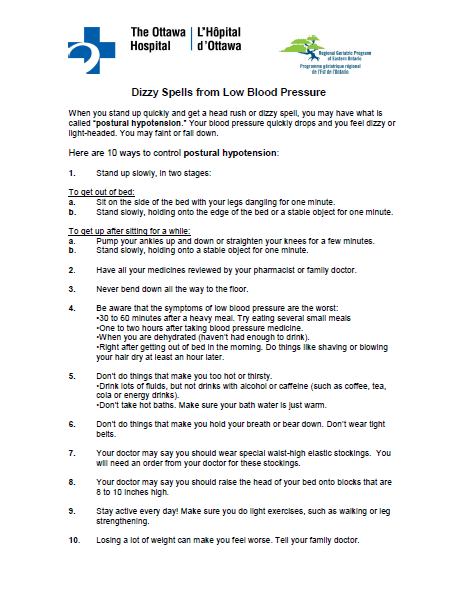 The Ottawa Hospital
L'Hôpital d'Ottawa
Regional Geriatric Program
of Eastern Ontario
Programme gériatrique régional
de l'Est de l'Ontario
Dizzy Spells from Low Blood Pressure
When you stand up quickly and get a head rush or dizzy spell, you may have what is
called "postural hypotension." Your blood pressure quickly drops and you feel dizzy or
light-headed. You may faint or fall down.
Here are 10 ways to control postural hypotension:
1. Stand up slowly, in two stages:
To get out of bed:
a. Sit on the side of the bed with your legs dangling for one minute.
b. Stand slowly, holding onto the edge of the bed or a stable object for one minute.
To get up after sitting for a while:
a. Pump your ankles up and down or straighten your knees for a few minutes.
b. Stand slowly, holding onto a stable object for one minute.
2. Have all your medicines reviewed by your pharmacist or family doctor.
3. Never bend down all the way to the floor.
4. Be aware that the symptoms of low blood pressure are the worst:
•30 to 60 minutes after a heavy meal. Try eating several small meals
•One to two hours after taking blood pressure medicine.
•When you are dehydrated (haven't had enough to drink).
•Right after getting out of bed in the morning. Do things like shaving or blowing
your hair dry at least an hour later.
5. Don't do things that make you too hot or thirsty.
•Drink lots of fluids, but not drinks with alcohol or caffeine (such as coffee, tea,
cola or energy drinks).
•Don't take hot baths. Make sure your bath water is just warm.
6. Don't do things that make you hold your breath or bear down. Don't wear tight
belts.
7. Your doctor may say you should wear special waist-high elastic stockings. You
will need an order from your doctor for these stockings.
8. Your doctor may say you should raise the head of your bed onto blocks that are
8 to 10 inches high.
9. Stay active every day! Make sure you do light exercises, such as walking or leg
strengthening.
10. Losing a lot of weight can make you feel worse. Tell your family doctor.